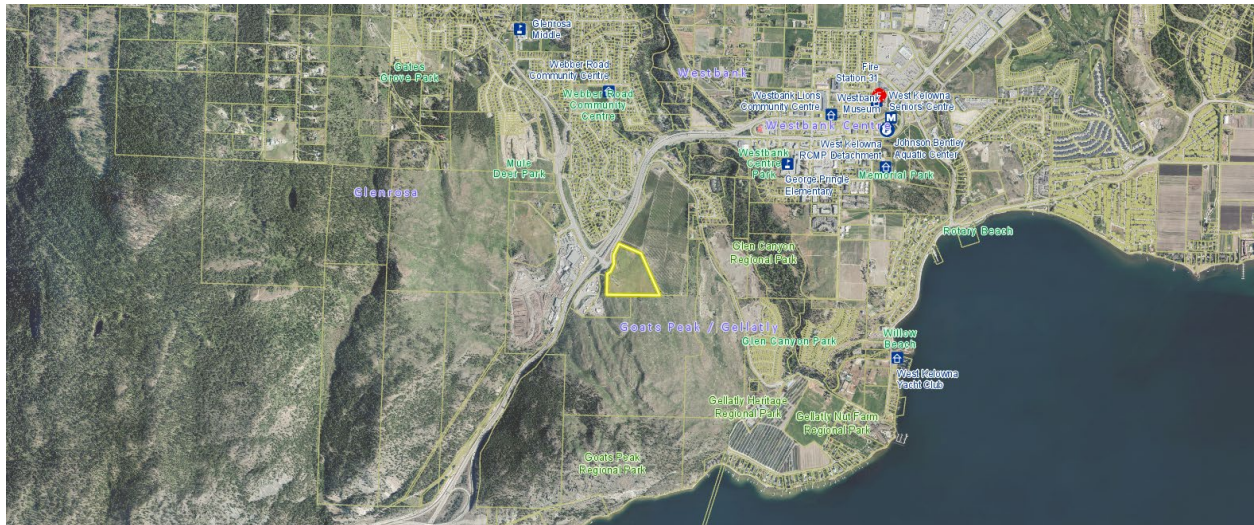 Glenrosa
Middle
Gates
Grove Park
Webber Road
Community Centre
Webber Road
Community
Centre
Westbank
Fire
Station 31
Westbank Lions
Community Centre
Westbank
Museum
West Kelowna
Seniors Centre
Westbank Centre
M
West Kelowna
RCMP Detachment
Johnson Bentley
Aquatic Center
Westbank
Centre
Park
George Pringle
Elementary
Memorial Park
Mule
Deer Park
Glenrosa
Rotary Beach
Glen Canyon
Regional Park
Goats Peak / Gellatly
Glen Canyon Park
Willow
Beach
West Kelowna
Yacht Club
Gellatly Heritage
Regional Park
Gellatly Nut Farm
Regional Park
Goats Peak
Regional Park